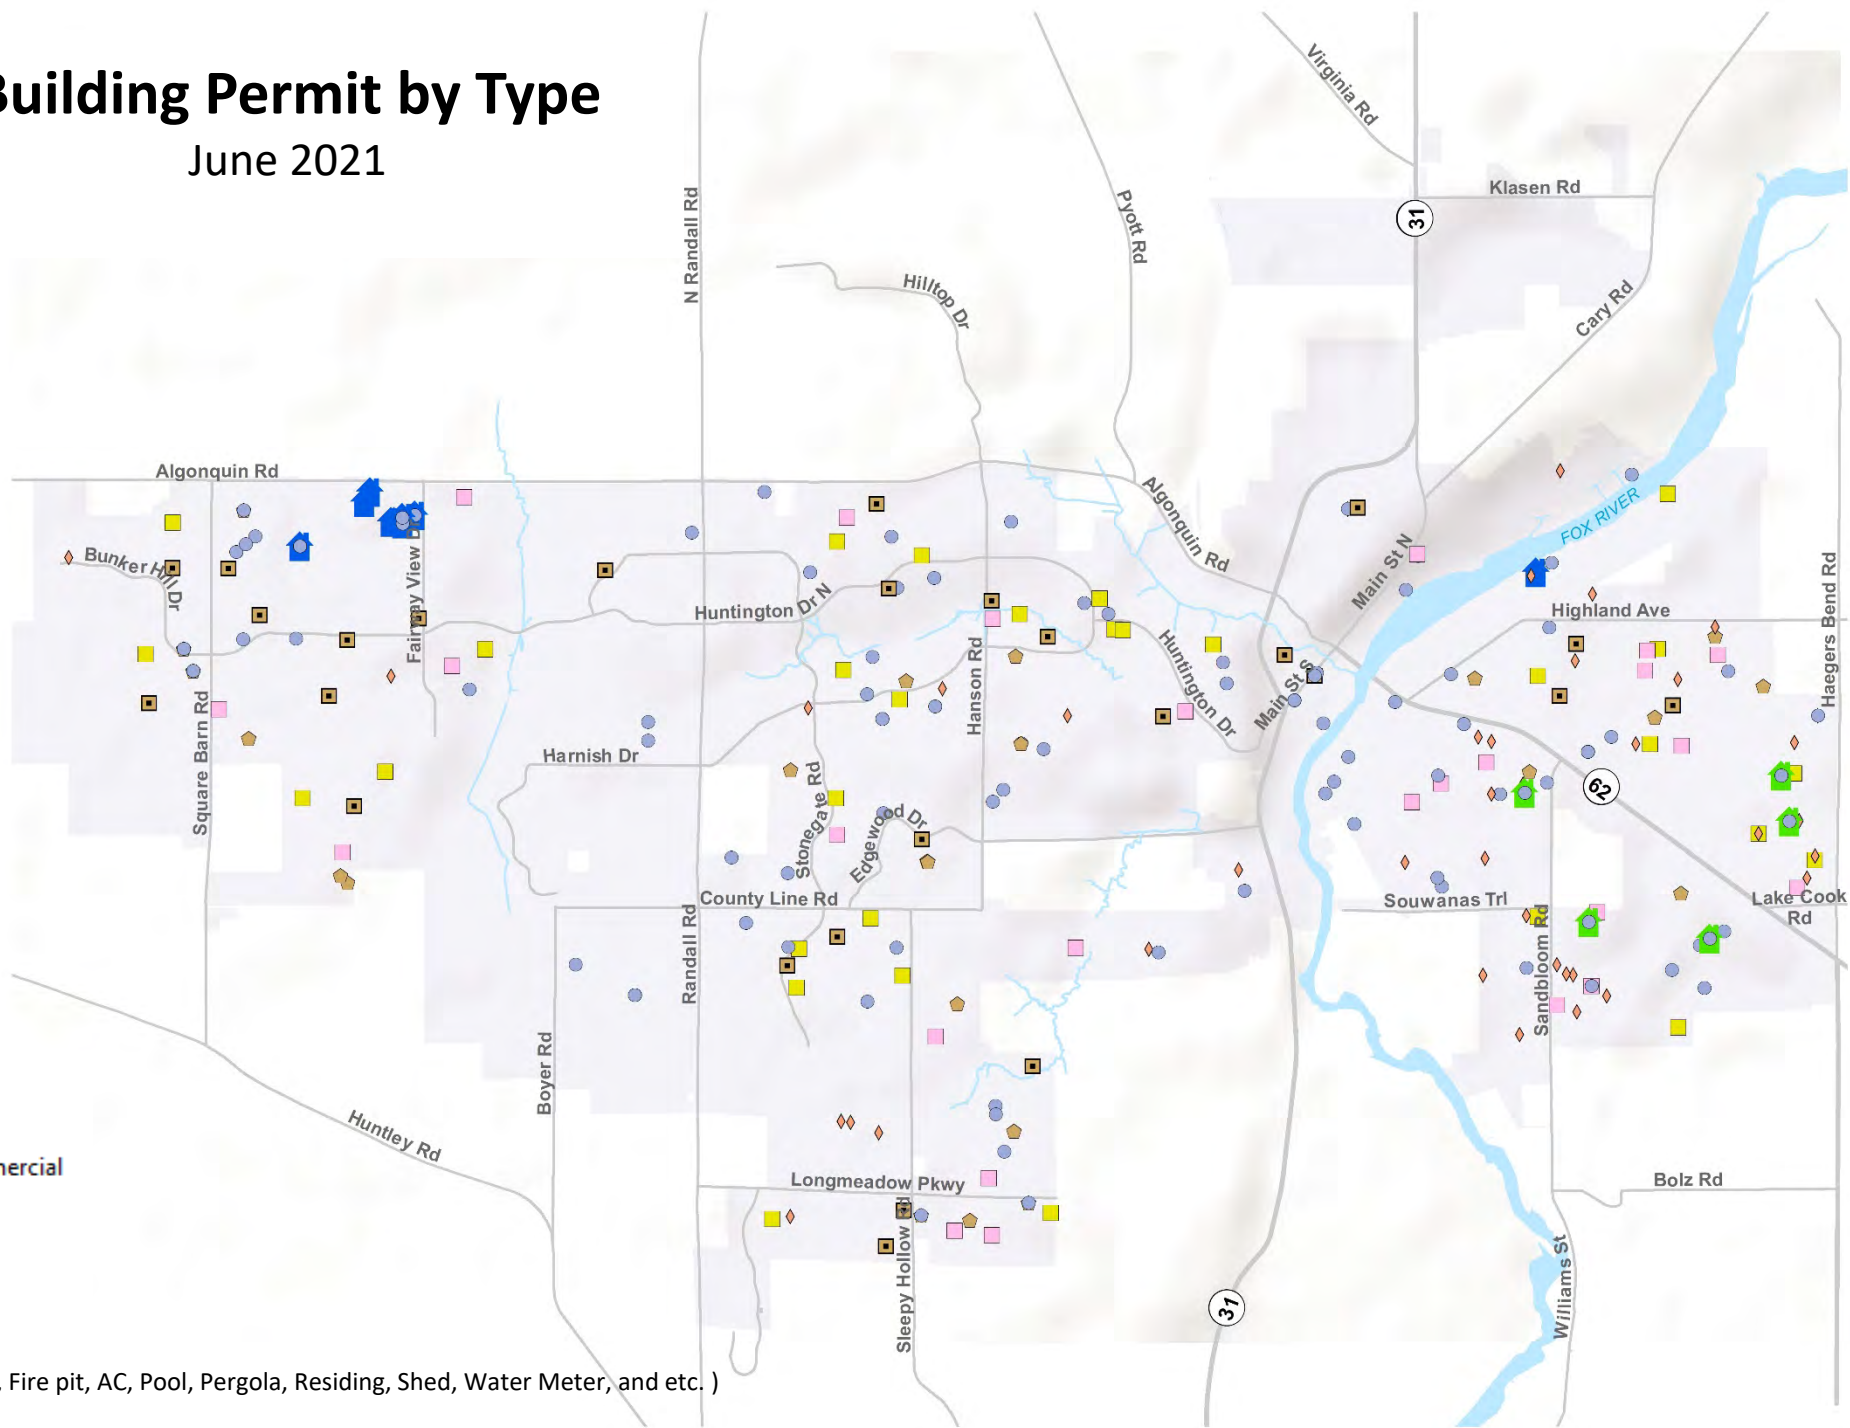 Building Permit by Type
June 2021
Virginia Rd
Klasen Rd
31
N Randall Rd
Pyott Rd
Hilltop Dr
Cary Rd
Algonquin Rd
Algonquin Rd
FOX RIVER
Bunker Hill Dr
Fairway View Dr
Main St N
Highland Ave
Haegers Bend Rd
Huntington Dr N
Huntington Dr
Hanson Rd
Main St S
Square Barn Rd
Harnish Dr
Stonegate Rd
Edgewood Dr
62
County Line Rd
Souwanas Trl
Lake Cook
Rd
Randall Rd
Sandbloom Rd
Boyer Rd
Huntley Rd
mercial
Longmeadow Pkwy
Bolz Rd
Sleepy Hollow Rd
Williams St
31
Fire pit, AC, Pool, Pergola, Residing, Shed, Water Meter, and etc. )